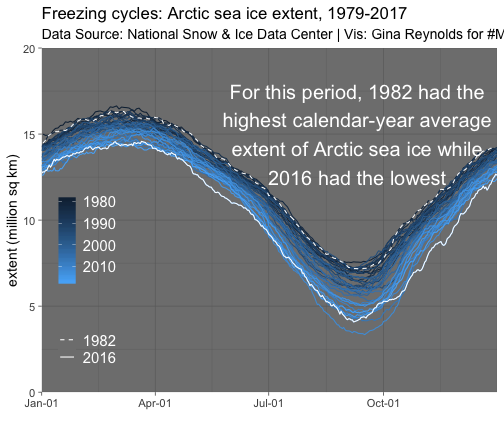 Freezing cycles: Arctic sea ice extent, 1979-2017
Data Source: National Snow & Ice Data Center | Vis: Gina Reynolds for #M
20
15
10
5
0
extent (million sq km)
For this period, 1982 had the
highest calendar-year average
extent of Arctic sea ice while
2016 had the lowest
1980
1990
2000
2010
1982
2016
Jan-01
Apr-01
Jul-01
Oct-01